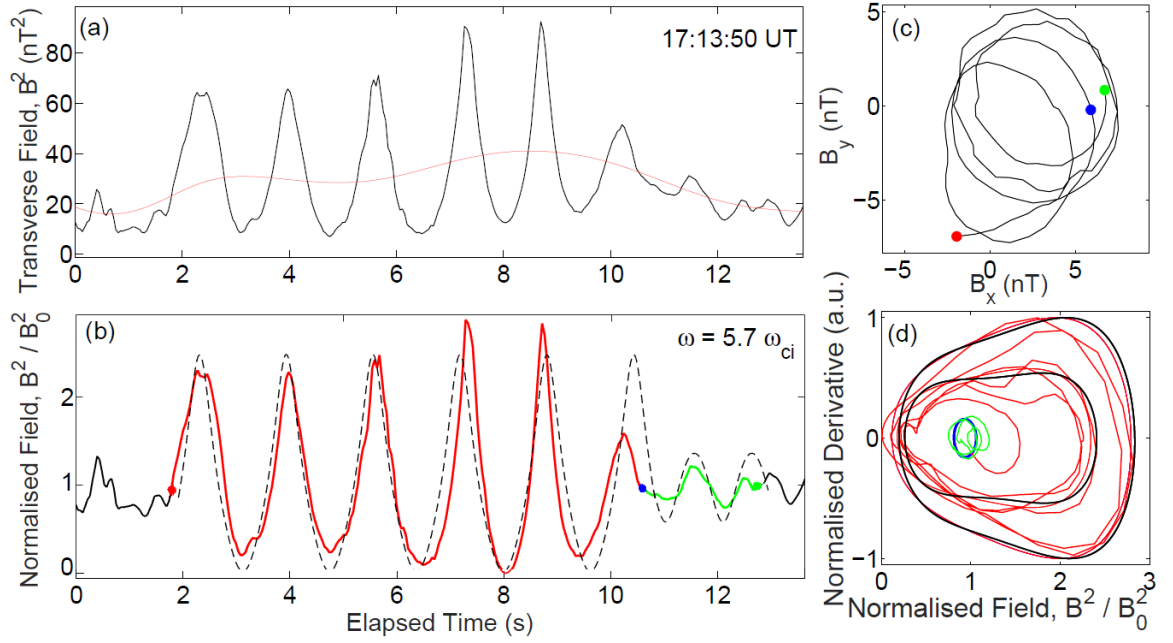 (a)
17:13:50 UT
Transverse Field, B² (nT²)
80
60
40
20
0
0 2 4 6 8 10 12
(b)
ω = 5.7 ω_ci
Normalised Field, B² / B₀²
2
1
0
0 2 4 6 8 10 12
Elapsed Time (s)
(c)
B_y (nT)
5
0
−5
−5 0 5
B_x (nT)
(d)
Normalised Derivative (a.u.)
1
0
−1
0 1 2 3
Normalised Field, B² / B₀²